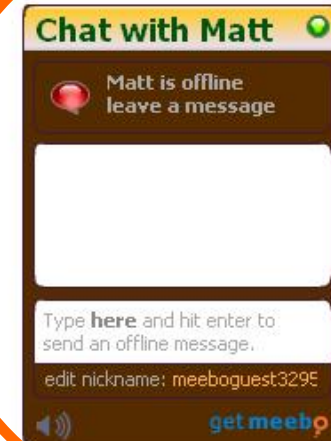 Chat with Matt
Matt is offline
leave a message
Type here and hit enter to
send an offline message.
edit nickname: meeboguest3295
get meebo